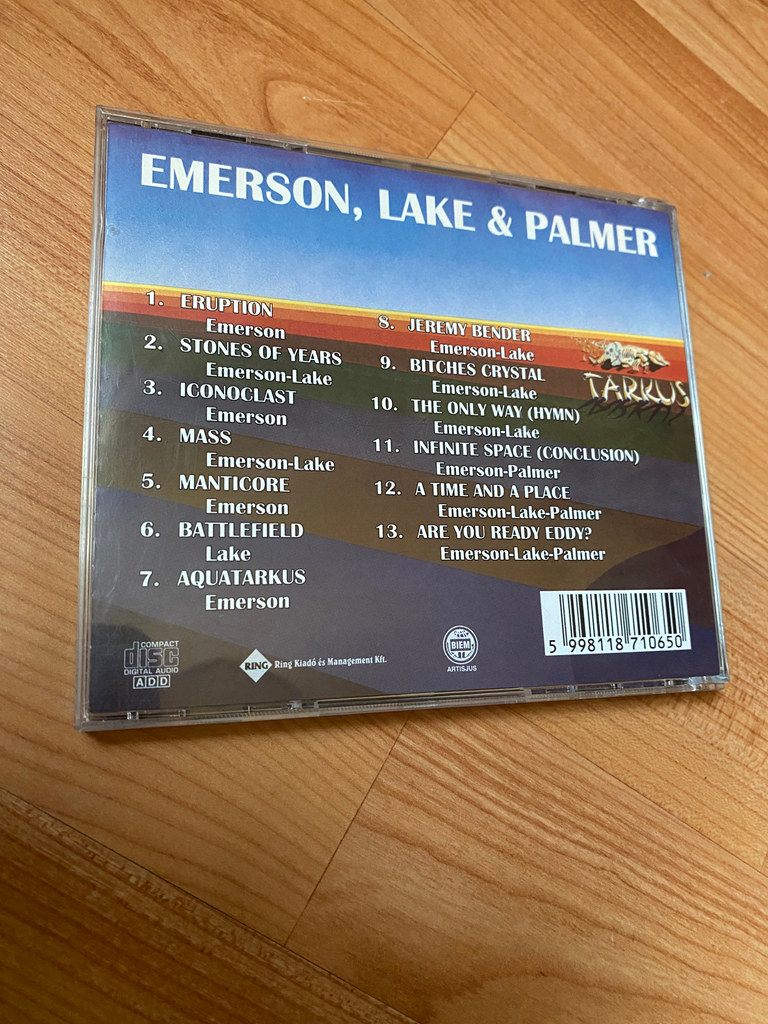 EMERSON, LAKE & PALMER
1. ERUPTION
Emerson
2. STONES OF YEARS
Emerson-Lake
3. ICONOCLAST
Emerson
4. MASS
Emerson-Lake
5. MANTICORE
Emerson
6. BATTLEFIELD
Lake
7. AQUATARKUS
Emerson
8. JEREMY BENDER
Emerson-Lake
9. BITCHES CRYSTAL
Emerson-Lake
10. THE ONLY WAY (HYMN)
Emerson-Lake
11. INFINITE SPACE (CONCLUSION)
Emerson-Palmer
12. A TIME AND A PLACE
Emerson-Lake-Palmer
13. ARE YOU READY EDDY?
Emerson-Lake-Palmer
TARKUS
COMPACT
disc
DIGITAL AUDIO
ADD
RING
Ring Kiadó és Management Kft.
BIEM
ARTISJUS
5 998118 710650